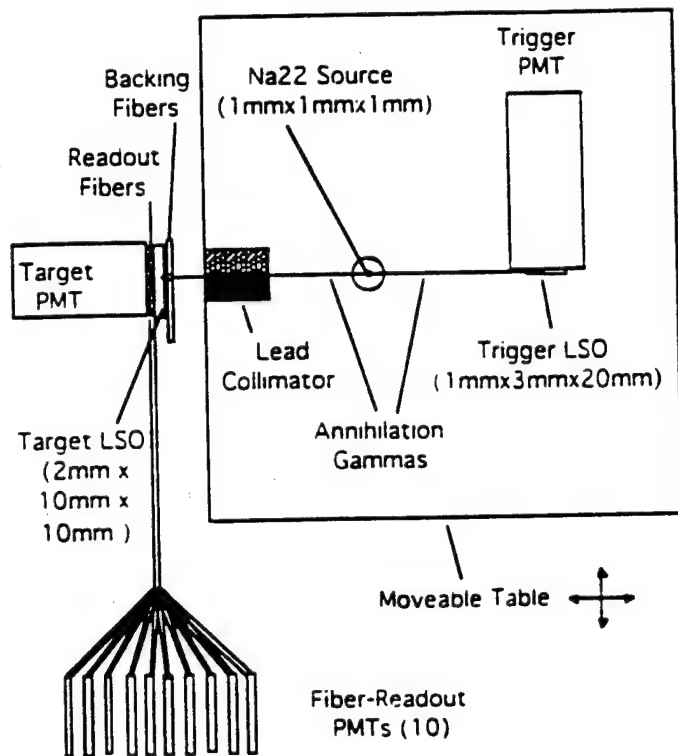 Trigger
PMT
Na22 Source
(1mmx1mmx1mm)
Backing
Fibers
Readout
Fibers
Target
PMT
Lead
Collimator
Trigger LSO
(1mmx3mmx20mm)
Annihilation
Gammas
Target LSO
(2mm x
10mm x
10mm )
Moveable Table
Fiber-Readout
PMTs (10)